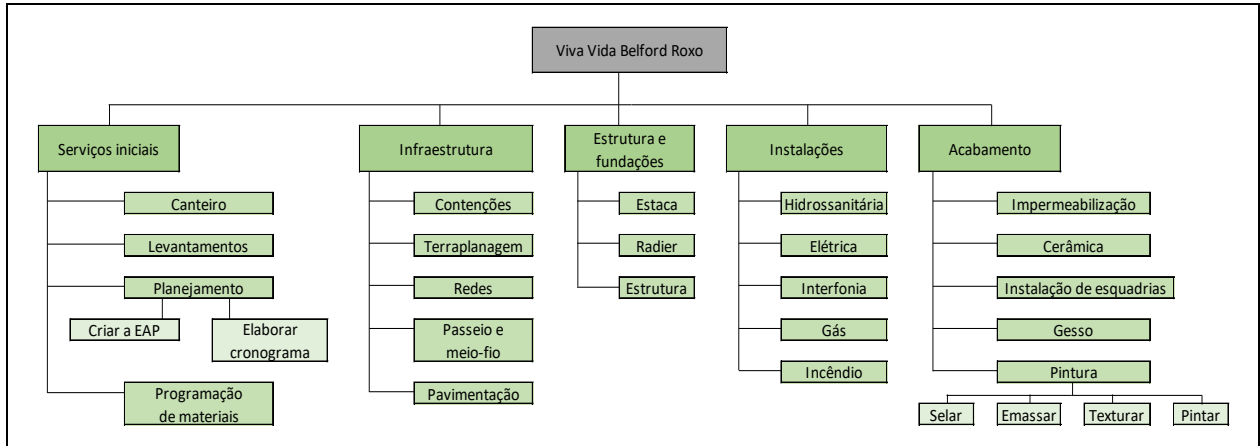 Viva Vida Belford Roxo
Serviços iniciais
Canteiro
Levantamentos
Planejamento
Criar a EAP
Elaborar
cronograma
Programação
de materiais
Infraestrutura
Contenções
Terraplanagem
Redes
Passeio e
meio-fio
Pavimentação
Estrutura e
fundações
Estaca
Radier
Estrutura
Instalações
Hidrossanitária
Elétrica
Interfonia
Gás
Incêndio
Acabamento
Impermeabilização
Cerâmica
Instalação de esquadrias
Gesso
Pintura
Selar
Emassar
Texturar
Pintar